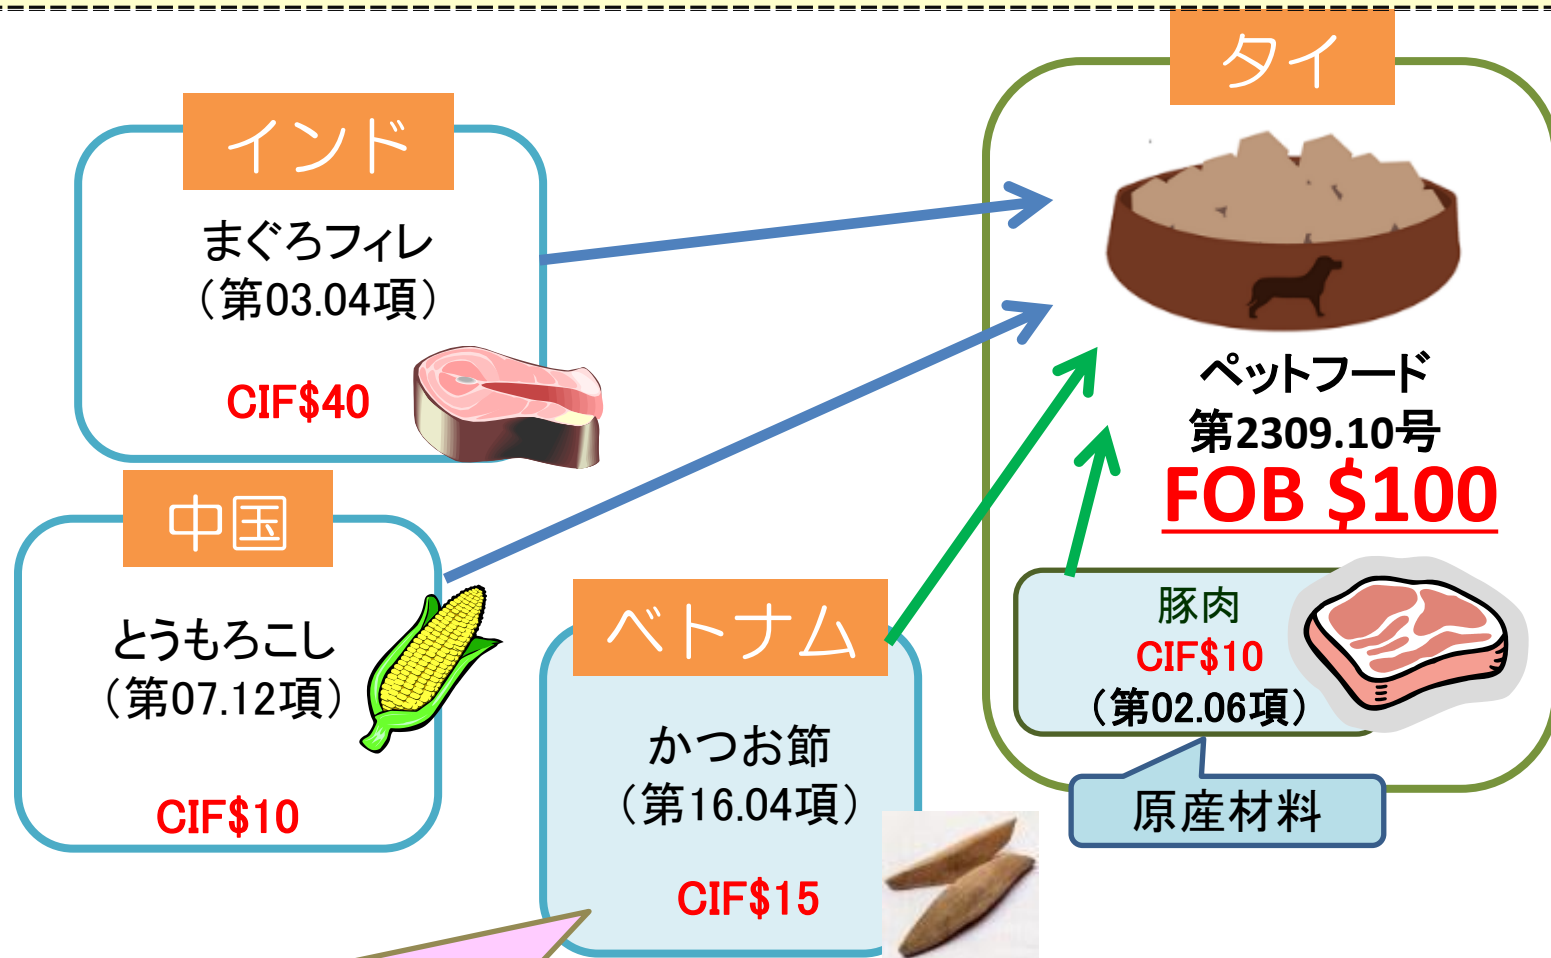 タイ
インド
まぐろフィレ
（第03.04項）
CIF$40
ペットフード
第2309.10号
FOB $100
中国
とうもろこし
（第07.12項）
CIF$10
ベトナム
かつお節
（第16.04項）
CIF$15
豚肉
CIF$10
（第02.06項）
原産材料